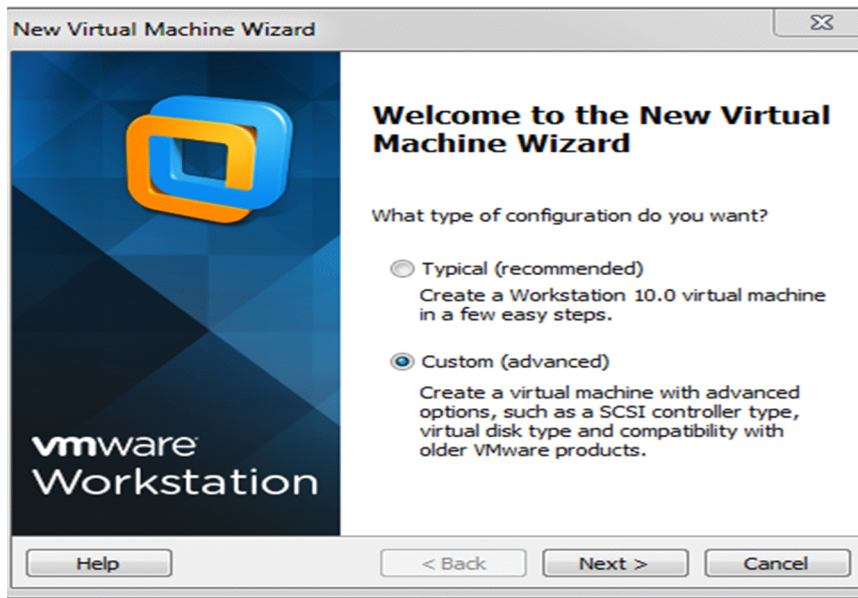 New Virtual Machine Wizard
Welcome to the New Virtual
Machine Wizard
What type of configuration do you want?
Typical (recommended)
Create a Workstation 10.0 virtual machine
in a few easy steps.
Custom (advanced)
Create a virtual machine with advanced
options, such as a SCSI controller type,
virtual disk type and compatibility with
older VMware products.
vmware
Workstation
Help
< Back
Next >
Cancel